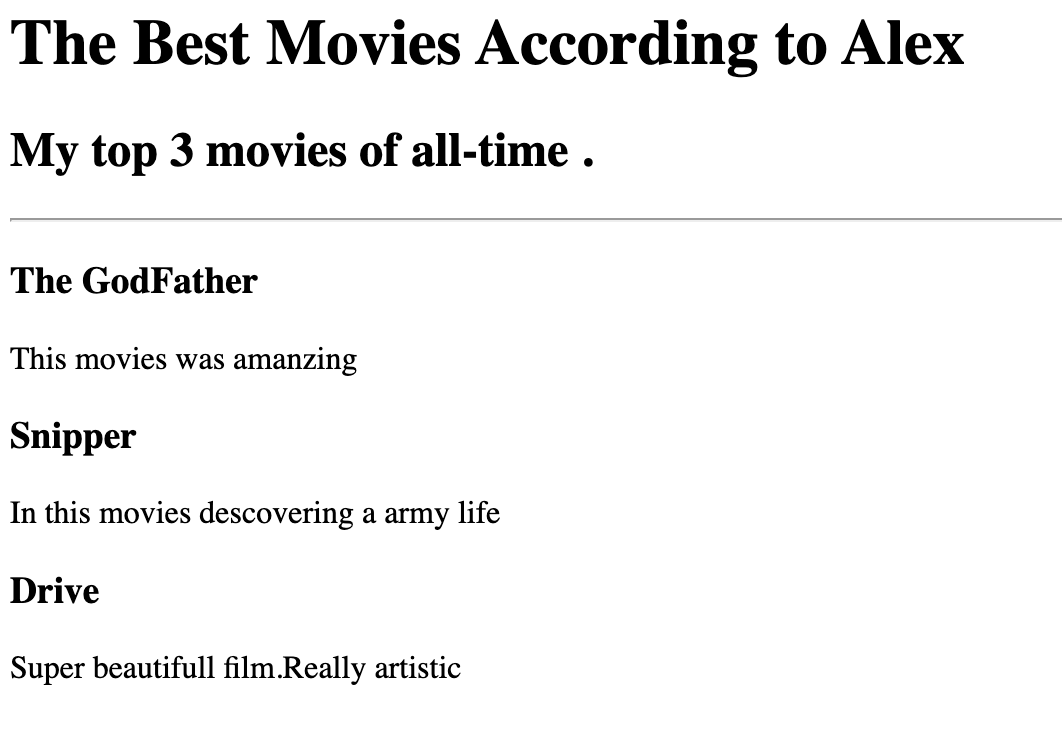 The Best Movies According to Alex
My top 3 movies of all-time .
The GodFather
This movies was amanzing
Snipper
In this movies descovering a army life
Drive
Super beautifull film.Really artistic